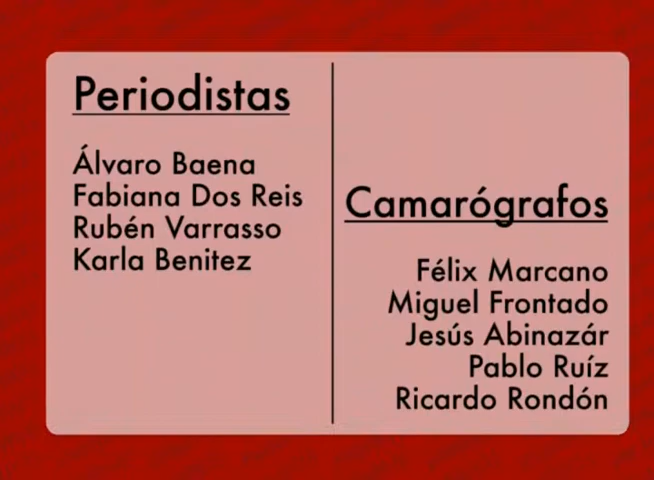 Periodistas
Álvaro Baena
Fabiana Dos Reis
Rubén Varrasso
Karla Benitez
Camarógrafos
Félix Marcano
Miguel Frontado
Jesús Abinazár
Pablo Ruíz
Ricardo Rondón